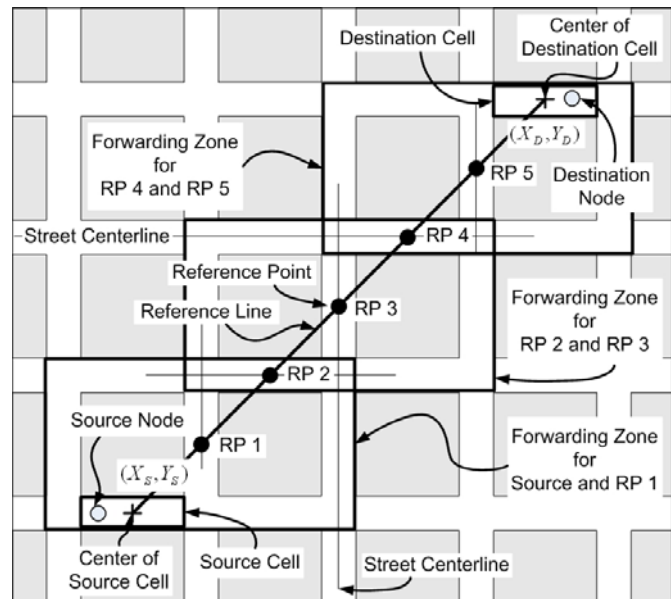 Destination Cell
Center of
Destination Cell
(X_D, Y_D)
Forwarding Zone
for
RP 4 and RP 5
RP 5
Destination
Node
Street Centerline
RP 4
Reference Point
Reference Line
RP 3
Forwarding Zone
for
RP 2 and RP 3
RP 2
Source Node
RP 1
(X_S, Y_S)
Forwarding Zone
for
Source and RP 1
Center of
Source Cell
Source Cell
Street Centerline